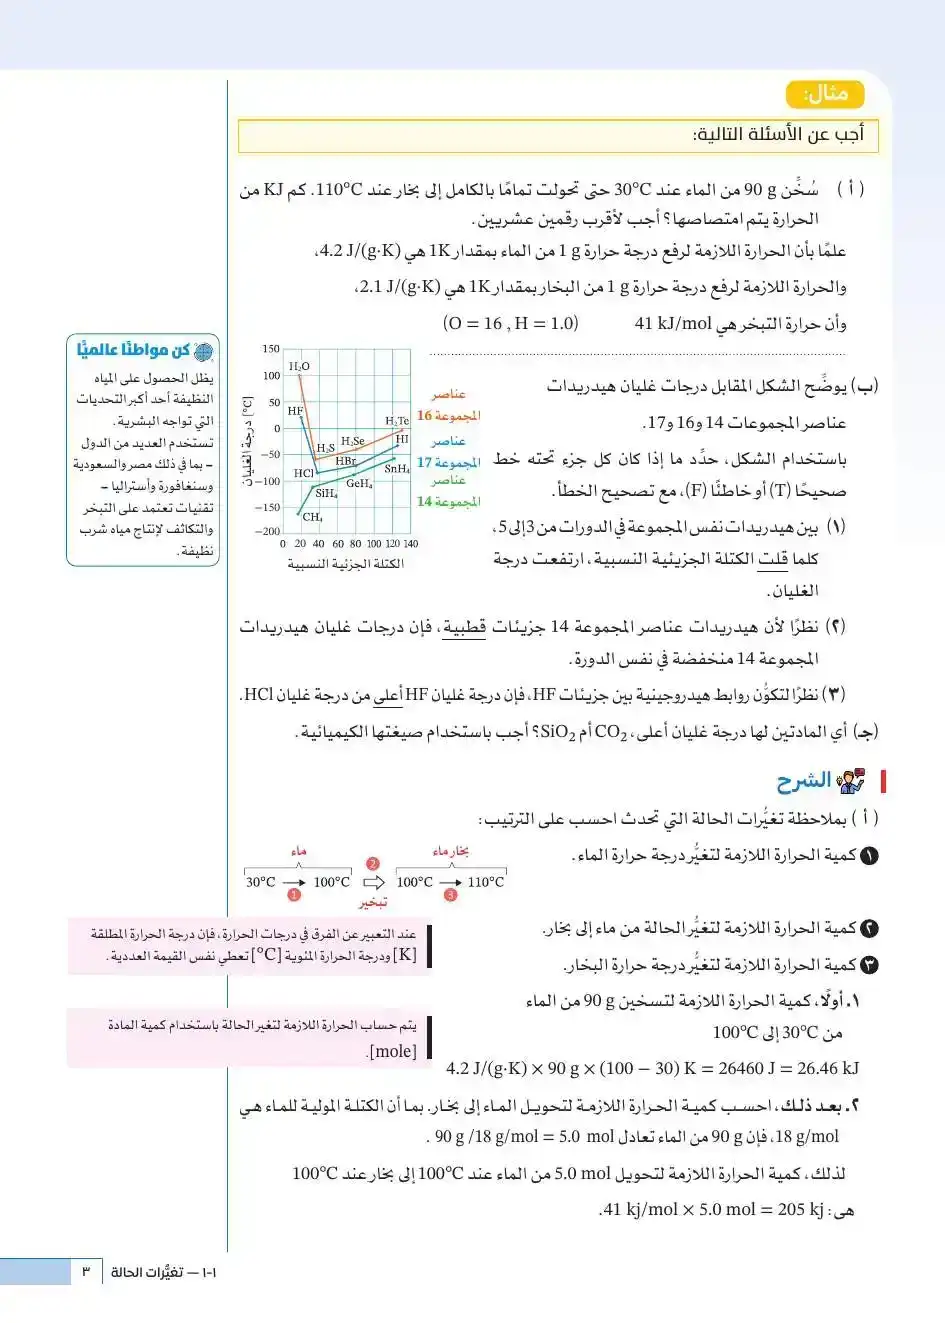 مثال:
أجب عن الأسئلة التالية:
( أ ) سُخِّن 90 g من الماء عند 30°C حتى تحولت تمامًا بالكامل إلى بخار عند 110°C. كم KJ من
الحرارة يتم امتصاصها؟ أجب لأقرب رقمين عشريين.
علمًا بأن الحرارة اللازمة لرفع درجة حرارة 1 g من الماء بمقدار 1K هي 4.2 J/(g·K)،
والحرارة اللازمة لرفع درجة حرارة 1 g من البخار بمقدار 1K هي 2.1 J/(g·K)،
وأن حرارة التبخر هي 41 kJ/mol (O = 16 , H = 1.0)
(ب) يوضِّح الشكل المقابل درجات غليان هيدريدات
عناصر المجموعات 14 و16 و17.
باستخدام الشكل، حدِّد ما إذا كان كل جزء تحته خط
صحيحًا (T) أو خاطئًا (F)، مع تصحيح الخطأ.
(١) بين هيدريدات نفس المجموعة في الدورات من 3 إلى 5،
كلما قلت الكتلة الجزيئية النسبية، ارتفعت درجة
الغليان.
150
100
50
0
−50
−100
−150
−200
0 20 40 60 80 100 120 140
درجة الغليان [°C]
الكتلة الجزئية النسبية
H₂O
HF
H₂S
H₂Se
H₂Te
HCl
HBr
HI
SiH₄
GeH₄
SnH₄
CH₄
عناصر
المجموعة 16
عناصر
المجموعة 17
عناصر
المجموعة 14
كن مواطنًا عالميًّا
يظل الحصول على المياه
النظيفة أحد أكبر التحديات
التي تواجه البشرية.
تستخدم العديد من الدول
– بما في ذلك مصر والسعودية
وسنغافورة وأستراليا –
تقنيات تعتمد على التبخر
والتكاثف لإنتاج مياه شرب
نظيفة.
(٢) نظرًا لأن هيدريدات عناصر المجموعة 14 جزيئات قطبية، فإن درجات غليان هيدريدات
المجموعة 14 منخفضة في نفس الدورة.
(٣) نظرًا لتكوُّن روابط هيدروجينية بين جزيئات HF، فإن درجة غليان HF أعلى من درجة غليان HCl.
(جـ) أي المادتين لها درجة غليان أعلى، CO₂ أم SiO₂؟ أجب باستخدام صيغتها الكيميائية.
الشرح
( أ ) بملاحظة تغيُّرات الحالة التي تحدث احسب على الترتيب:
١ كمية الحرارة اللازمة لتغيُّر درجة حرارة الماء.
ماء
بخار ماء
30°C → 100°C ⇨ 100°C → 110°C
1
2
3
تبخير
٢ كمية الحرارة اللازمة لتغيُّر الحالة من ماء إلى بخار.
٣ كمية الحرارة اللازمة لتغيُّر درجة حرارة البخار.
عند التعبير عن الفرق في درجات الحرارة، فإن درجة الحرارة المطلقة
[K] ودرجة الحرارة المئوية [°C] تعطي نفس القيمة العددية.
١. أولًا، كمية الحرارة اللازمة لتسخين 90 g من الماء
من 30°C إلى 100°C
يتم حساب الحرارة اللازمة لتغير الحالة باستخدام كمية المادة
[mole].
4.2 J/(g·K) × 90 g × (100 − 30) K = 26460 J = 26.46 kJ
٢. بعد ذلك، احسب كمية الحرارة اللازمة لتحويل الماء إلى بخار. بما أن الكتلة المولية للماء هي
18 g/mol، فإن 90 g من الماء تعادل 90 g /18 g/mol = 5.0 mol .
لذلك، كمية الحرارة اللازمة لتحويل 5.0 mol من الماء عند 100°C إلى بخار عند 100°C
هى: 41 kj/mol × 5.0 mol = 205 kj.
١-١ — تغيُّرات الحالة
٣